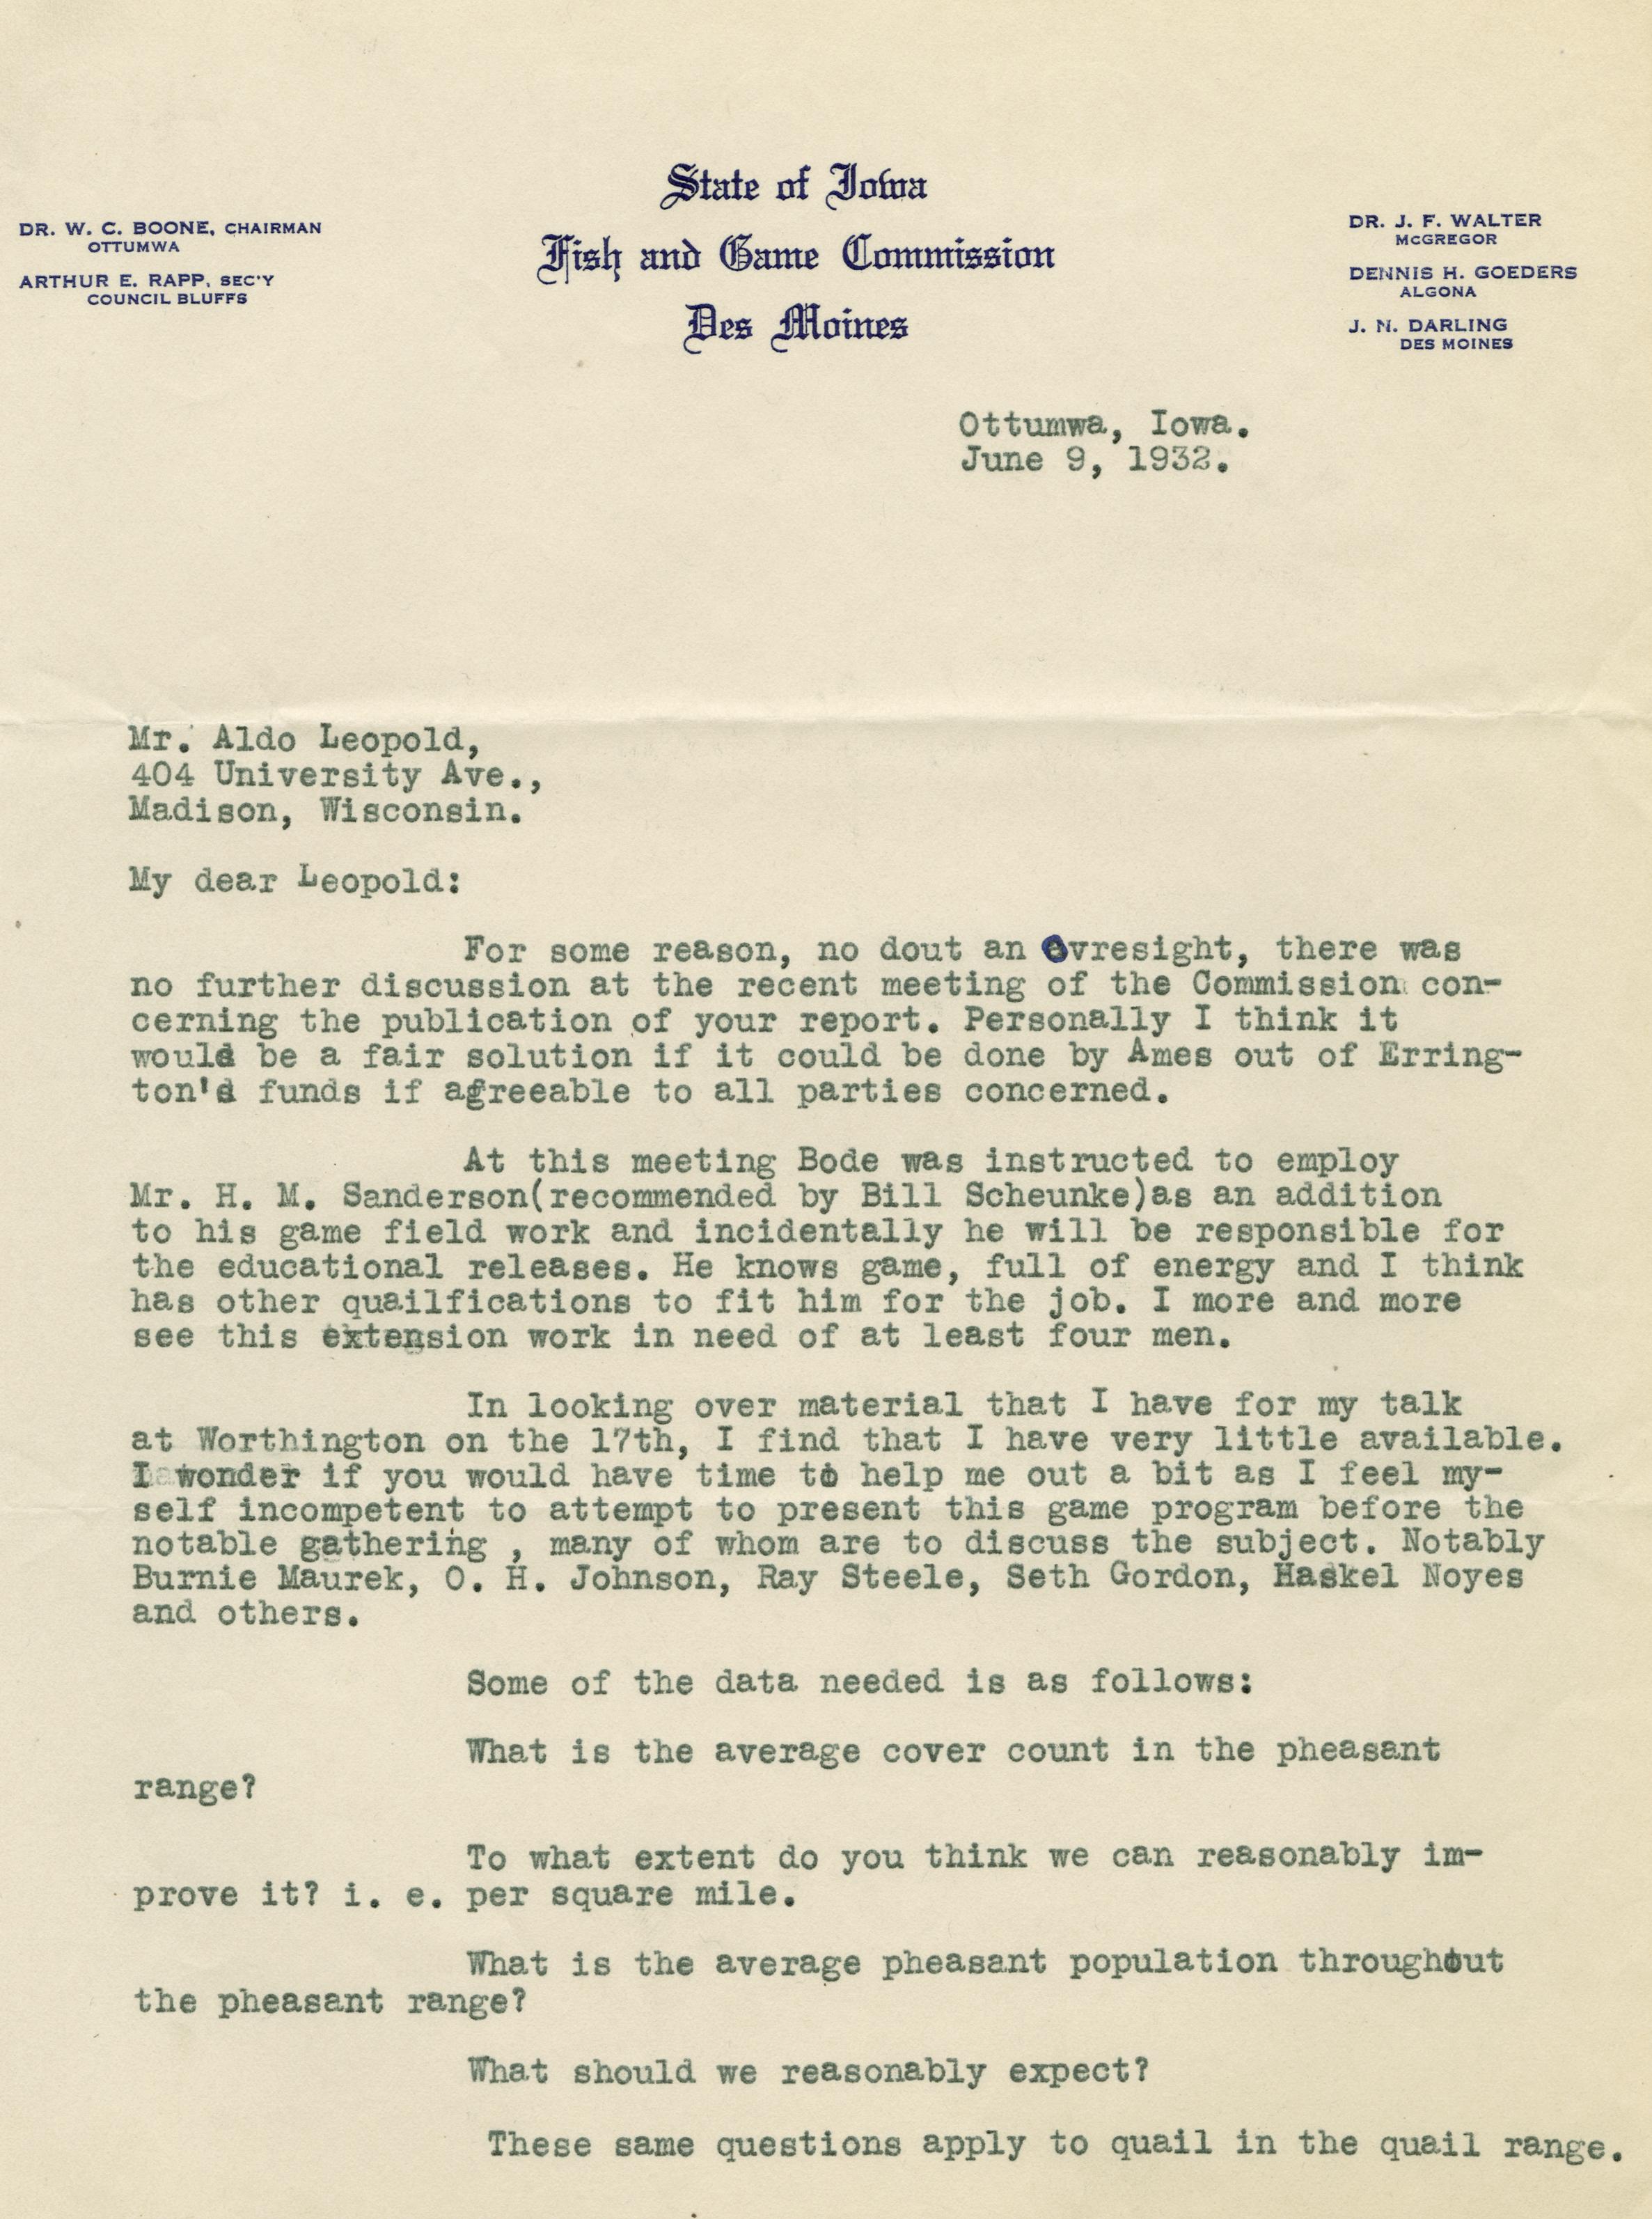 State of Iowa
Fish and Game Commission
Des Moines
DR. W. C. BOONE, CHAIRMAN
OTTUMWA
ARTHUR E. RAPP, SEC'Y
COUNCIL BLUFFS
DR. J. F. WALTER
McGREGOR
DENNIS H. GOEDERS
ALGONA
J. N. DARLING
DES MOINES
Ottumwa, Iowa.
June 9, 1932.
Mr. Aldo Leopold,
404 University Ave.,
Madison, Wisconsin.
My dear Leopold:
For some reason, no dout an ovresight, there was
no further discussion at the recent meeting of the Commission con-
cerning the publication of your report. Personally I think it
would be a fair solution if it could be done by Ames out of Erring-
ton's funds if agreeable to all parties concerned.
At this meeting Bode was instructed to employ
Mr. H. M. Sanderson(recommended by Bill Scheunke)as an addition
to his game field work and incidentally he will be responsible for
the educational releases. He knows game, full of energy and I think
has other quailfications to fit him for the job. I more and more
see this extension work in need of at least four men.
In looking over material that I have for my talk
at Worthington on the 17th, I find that I have very little available.
I wonder if you would have time to help me out a bit as I feel my-
self incompetent to attempt to present this game program before the
notable gathering , many of whom are to discuss the subject. Notably
Burnie Maurek, O. H. Johnson, Ray Steele, Seth Gordon, Haskel Noyes
and others.
Some of the data needed is as follows:
What is the average cover count in the pheasant
range?
To what extent do you think we can reasonably im-
prove it? i. e. per square mile.
What is the average pheasant population throughout
the pheasant range?
What should we reasonably expect?
These same questions apply to quail in the quail range.